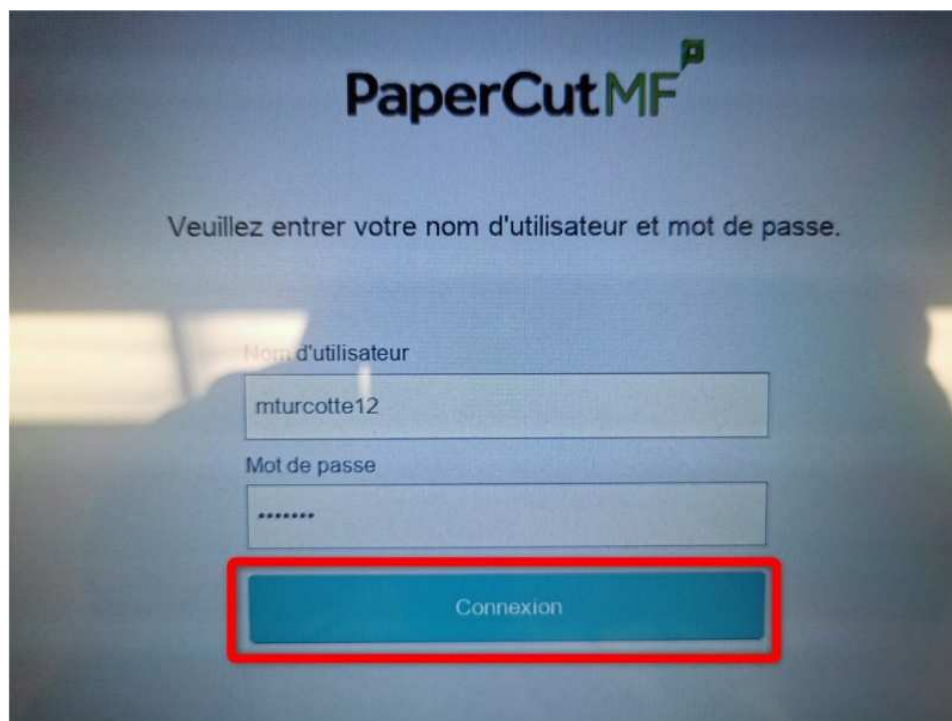 PaperCutMF
Veuillez entrer votre nom d'utilisateur et mot de passe.
Nom d'utilisateur
mturcotte12
Mot de passe
•••••••
Connexion